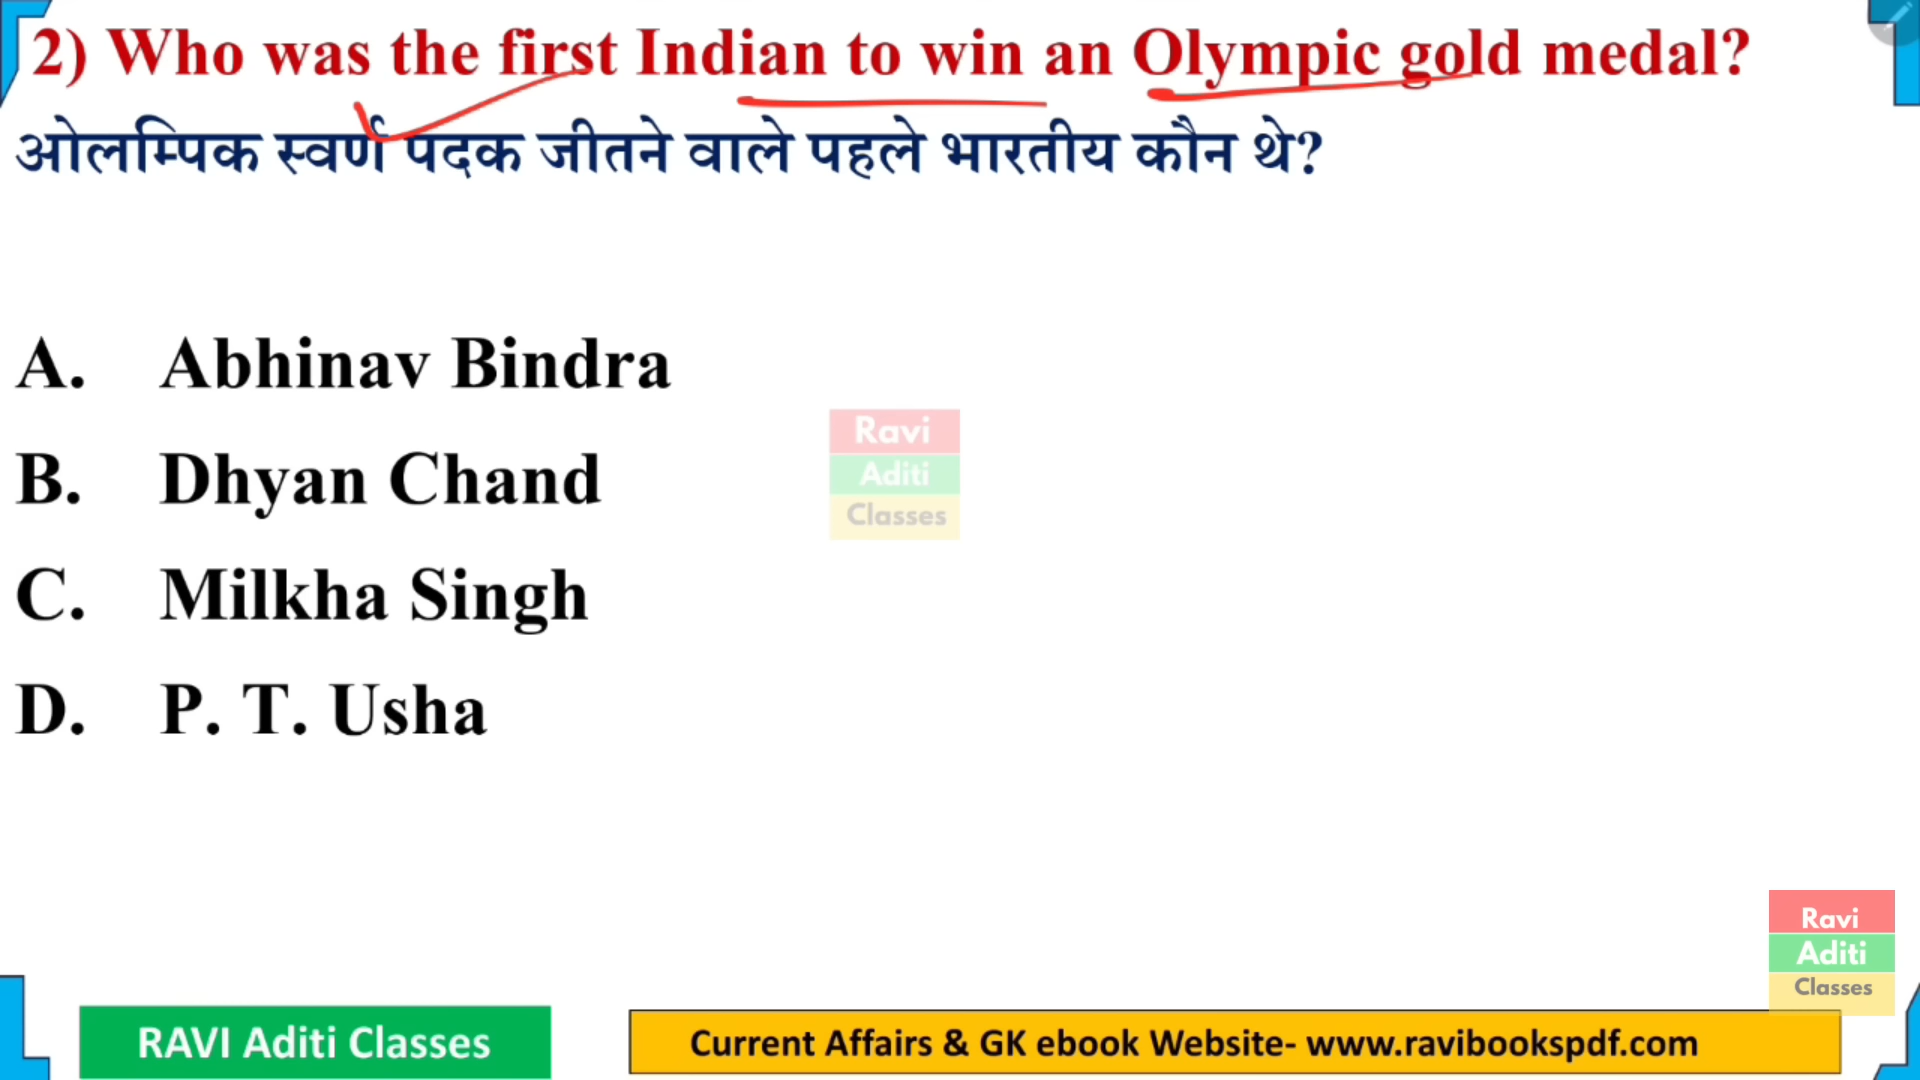 2) Who was the first Indian to win an Olympic gold medal?
ओलम्पिक स्वर्ण पदक जीतने वाले पहले भारतीय कौन थे?
A. Abhinav Bindra
B. Dhyan Chand
C. Milkha Singh
D. P. T. Usha
Ravi
Aditi
Classes
Ravi
Aditi
Classes
RAVI Aditi Classes
Current Affairs & GK ebook Website- www.ravibookspdf.com